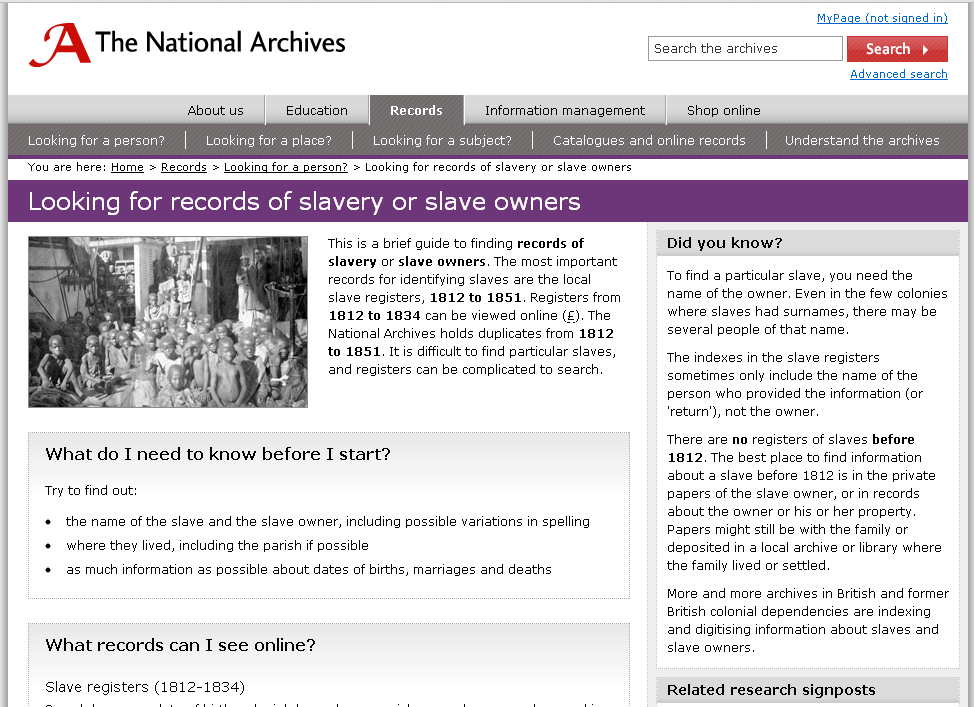 MyPage (not signed in)
The National Archives
Search the archives
Search
Advanced search
About us
Education
Records
Information management
Shop online
Looking for a person?
Looking for a place?
Looking for a subject?
Catalogues and online records
Understand the archives
You are here: Home > Records > Looking for a person? > Looking for records of slavery or slave owners
Looking for records of slavery or slave owners
This is a brief guide to finding records of
slavery or slave owners. The most important
records for identifying slaves are the local
slave registers, 1812 to 1851. Registers from
1812 to 1834 can be viewed online (£). The
National Archives holds duplicates from 1812
to 1851. It is difficult to find particular slaves,
and registers can be complicated to search.
What do I need to know before I start?
Try to find out:
• the name of the slave and the slave owner, including possible variations in spelling
• where they lived, including the parish if possible
• as much information as possible about dates of births, marriages and deaths
What records can I see online?
Slave registers (1812-1834)
Did you know?
To find a particular slave, you need the
name of the owner. Even in the few colonies
where slaves had surnames, there may be
several people of that name.
The indexes in the slave registers
sometimes only include the name of the
person who provided the information (or
'return'), not the owner.
There are no registers of slaves before
1812. The best place to find information
about a slave before 1812 is in the private
papers of the slave owner, or in records
about the owner or his or her property.
Papers might still be with the family or
deposited in a local archive or library where
the family lived or settled.
More and more archives in British and former
British colonial dependencies are indexing
and digitising information about slaves and
slave owners.
Related research signposts